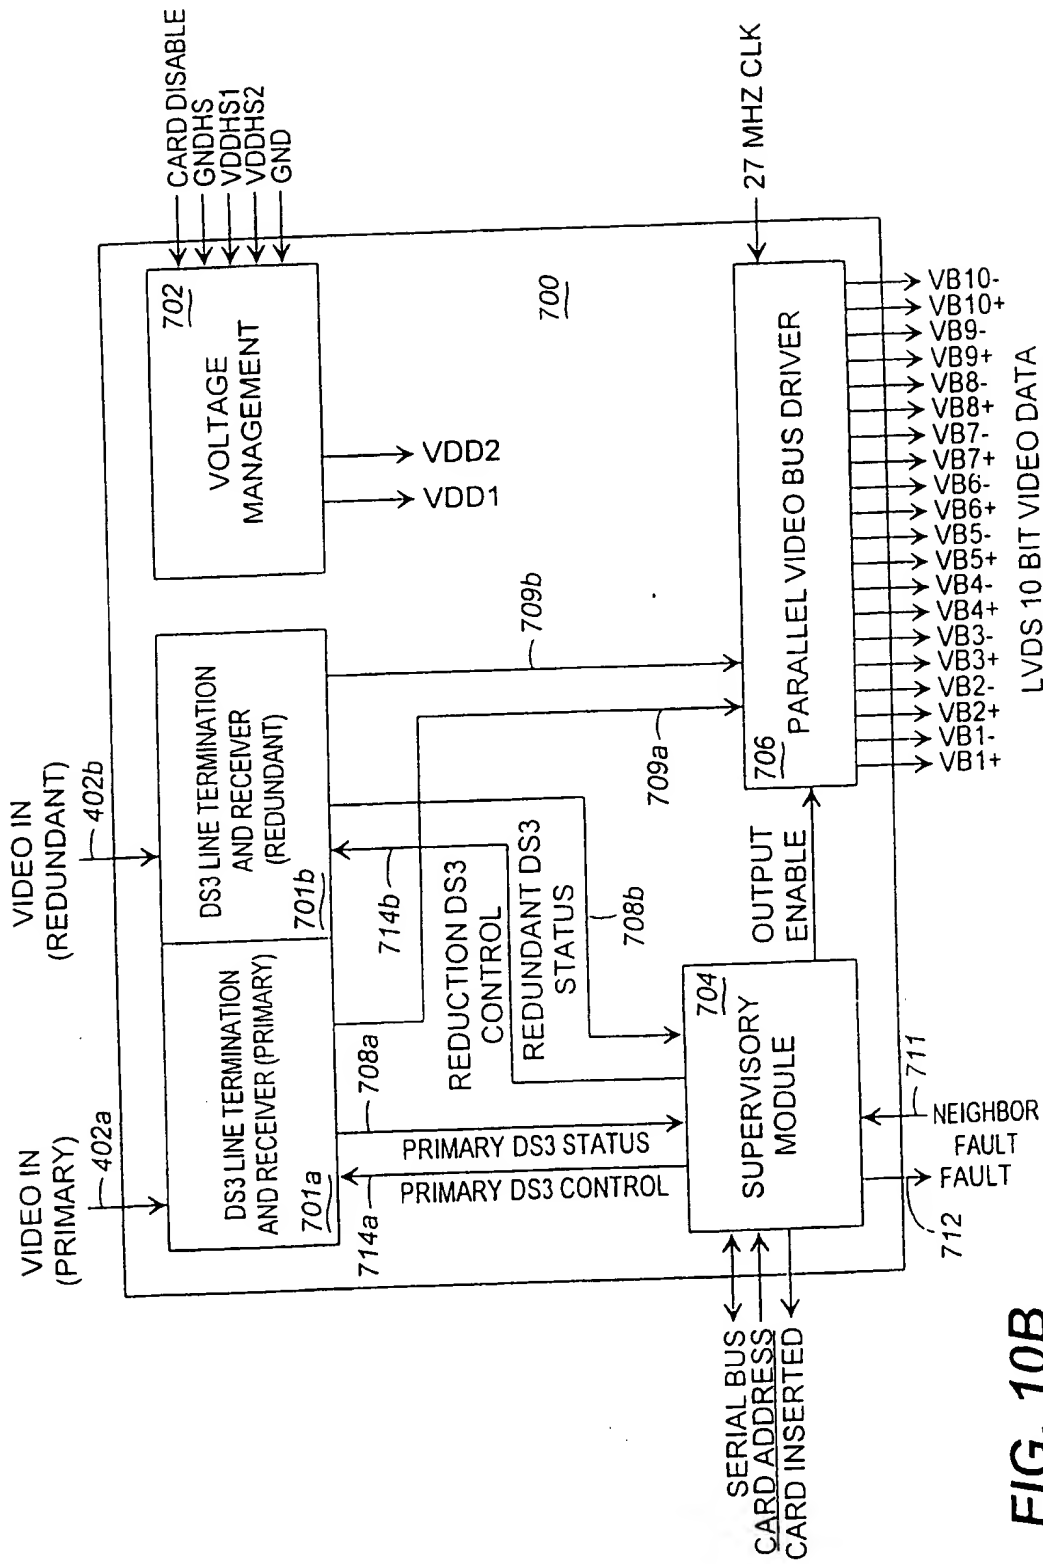 VIDEO IN
(PRIMARY)
402a
VIDEO IN
(REDUNDANT)
402b
DS3 LINE TERMINATION
AND RECEIVER (PRIMARY)
701a
DS3 LINE TERMINATION
AND RECEIVER
(REDUNDANT)
701b
702
VOLTAGE
MANAGEMENT
CARD DISABLE
GNDHS
VDDHS1
VDDHS2
GND
VDD1
VDD2
700
714a
708a
PRIMARY DS3 STATUS
PRIMARY DS3 CONTROL
714b
REDUCTION DS3
CONTROL
REDUNDANT DS3
STATUS
708b
709a
709b
SERIAL BUS
CARD ADDRESS
CARD INSERTED
704
SUPERVISORY
MODULE
OUTPUT
ENABLE
706
PARALLEL VIDEO BUS DRIVER
27 MHZ CLK
712
FAULT
711
NEIGHBOR
FAULT
VB1+
VB1-
VB2+
VB2-
VB3+
VB3-
VB4+
VB4-
VB5+
VB5-
VB6+
VB6-
VB7+
VB7-
VB8+
VB8-
VB9+
VB9-
VB10+
VB10-
LVDS 10 BIT VIDEO DATA
FIG. 10B